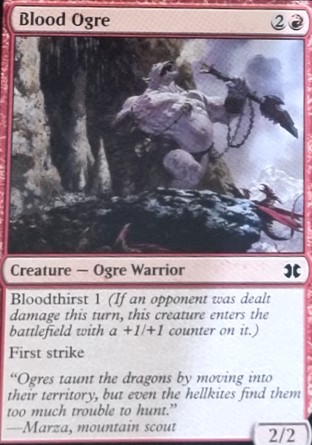 Blood Ogre 2
Creature — Ogre Warrior
Bloodthirst 1 (If an opponent was dealt
damage this turn, this creature enters the
battlefield with a +1/+1 counter on it.)
First strike
"Ogres taunt the dragons by moving into
their territory, but even the hellkites find them
too much trouble to hunt."
—Marza, mountain scout
2/2